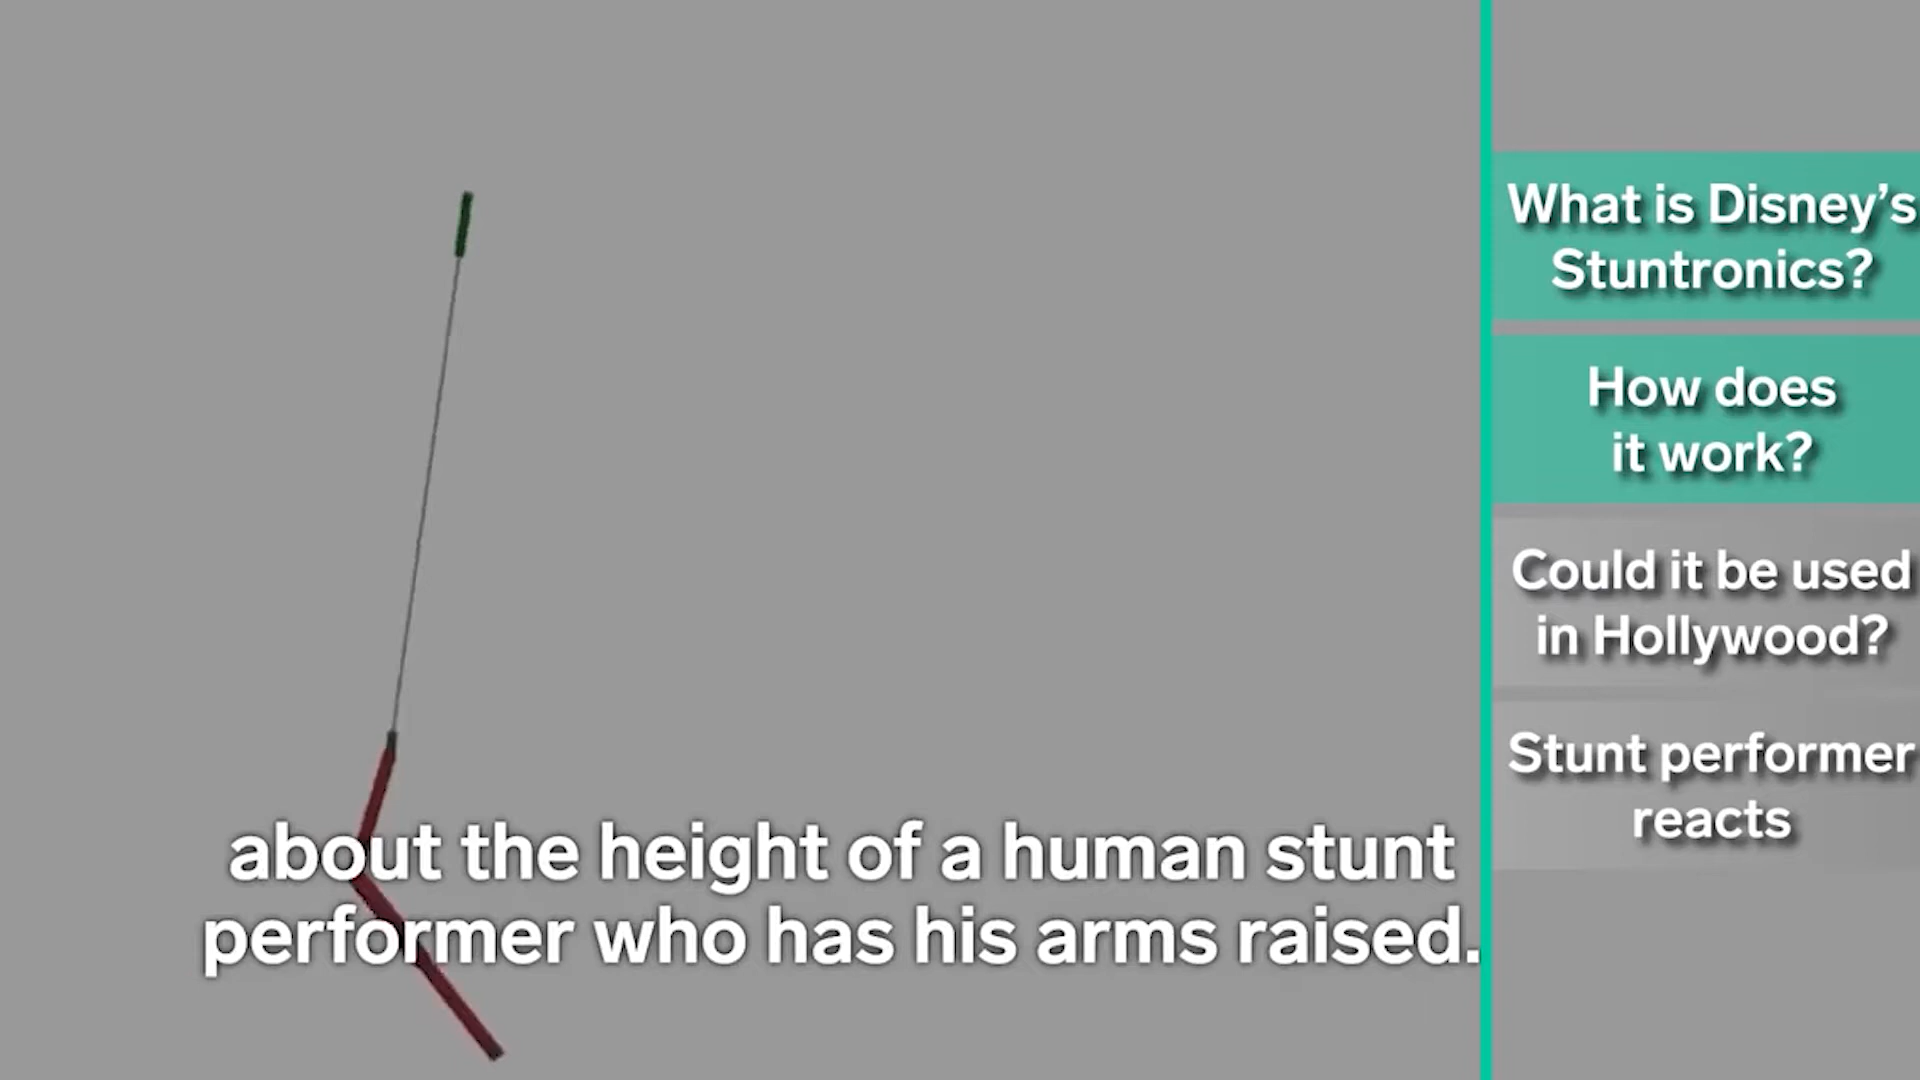 about the height of a human stunt
performer who has his arms raised.
What is Disney's
Stuntronics?
How does
it work?
Could it be used
in Hollywood?
Stunt performer
reacts